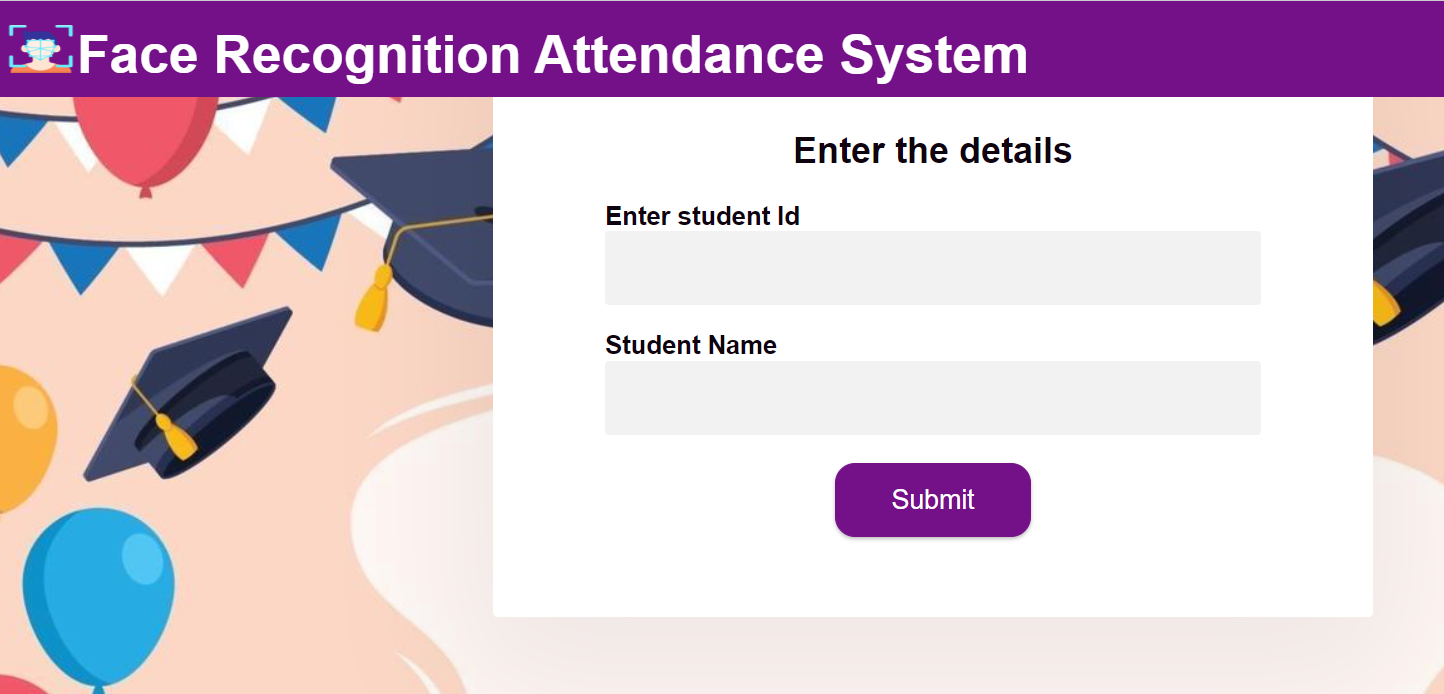 Face Recognition Attendance System
Enter the details
Enter student Id
Student Name
Submit